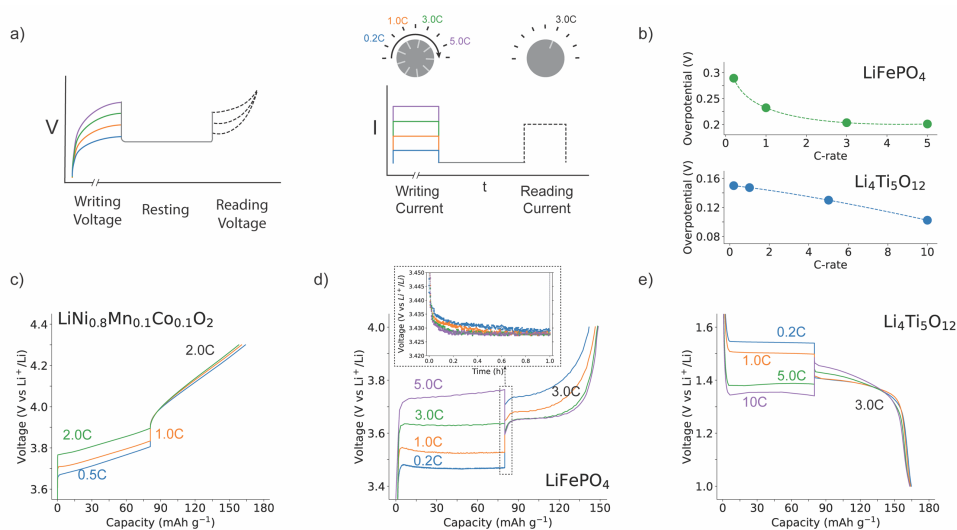 a)
0.2C
1.0C
3.0C
5.0C
3.0C
V
I
t
Writing
Voltage
Resting
Reading
Voltage
Writing
Current
Reading
Current
b)
LiFePO₄
Overpotential (V)
0.3
0.2
0 1 2 3 4 5
C-rate
Li₄Ti₅O₁₂
Overpotential (V)
0.16
0.12
0.08
0 2 4 6 8 10
C-rate
c)
LiNi₀.₈Mn₀.₁Co₀.₁O₂
Voltage (V vs Li⁺/Li)
4.2
4.0
3.8
3.6
2.0C
2.0C
1.0C
0.5C
0 30 60 90 120 150 180
Capacity (mAh g⁻¹)
d)
Voltage (V vs Li⁺/Li)
3.450
3.445
3.440
3.435
3.430
3.425
3.420
0.0 0.2 0.4 0.6 0.8 1.0
Time (h)
Voltage (V vs Li⁺/Li)
4.0
3.8
3.6
3.4
5.0C
3.0C
3.0C
1.0C
0.2C
LiFePO₄
0 30 60 90 120 150
Capacity (mAh g⁻¹)
e)
Li₄Ti₅O₁₂
Voltage (V vs Li⁺/Li)
1.6
1.4
1.2
1.0
0.2C
1.0C
5.0C
10C
3.0C
0 30 60 90 120 150 180
Capacity (mAh g⁻¹)